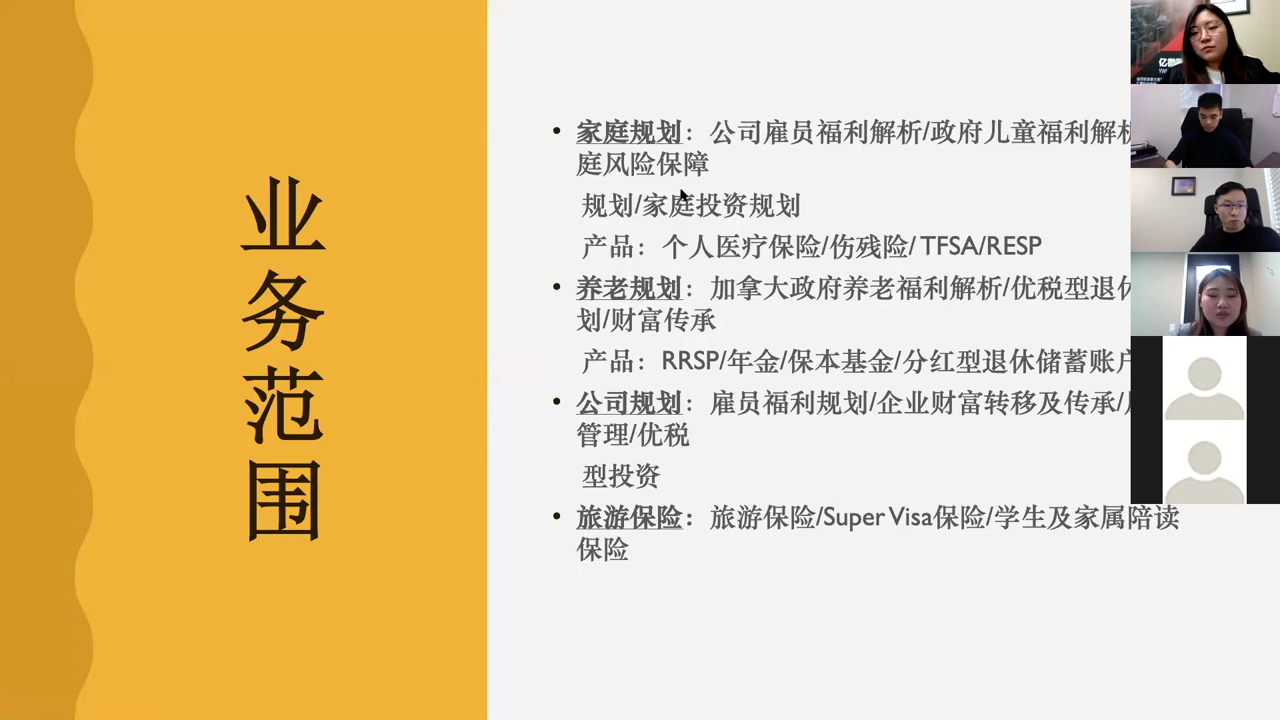 业务范围
家庭规划：公司雇员福利解析/政府儿童福利解析
庭风险保障
规划/家庭投资规划
产品：个人医疗保险/伤残险/ TFSA/RESP
养老规划：加拿大政府养老福利解析/优税型退休
划/财富传承
产品：RRSP/年金/保本基金/分红型退休储蓄账户
公司规划：雇员福利规划/企业财富转移及传承/
管理/优税
型投资
旅游保险：旅游保险/Super Visa保险/学生及家属陪读
保险